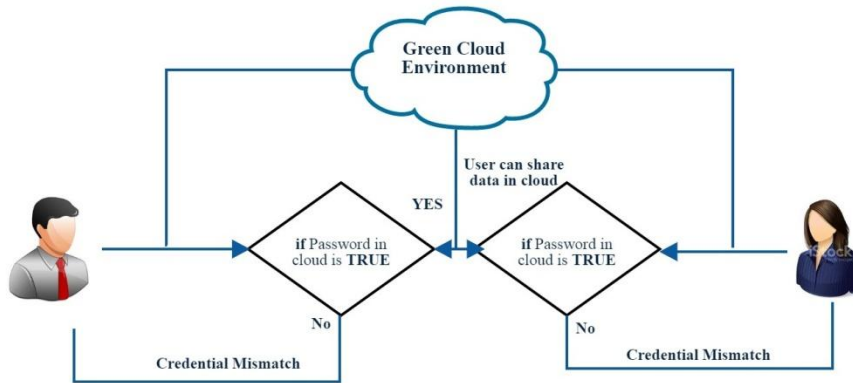 Green Cloud
Environment
User can share
data in cloud
YES
if Password in
cloud is TRUE
if Password in
cloud is TRUE
iStock
No
No
Credential Mismatch
Credential Mismatch